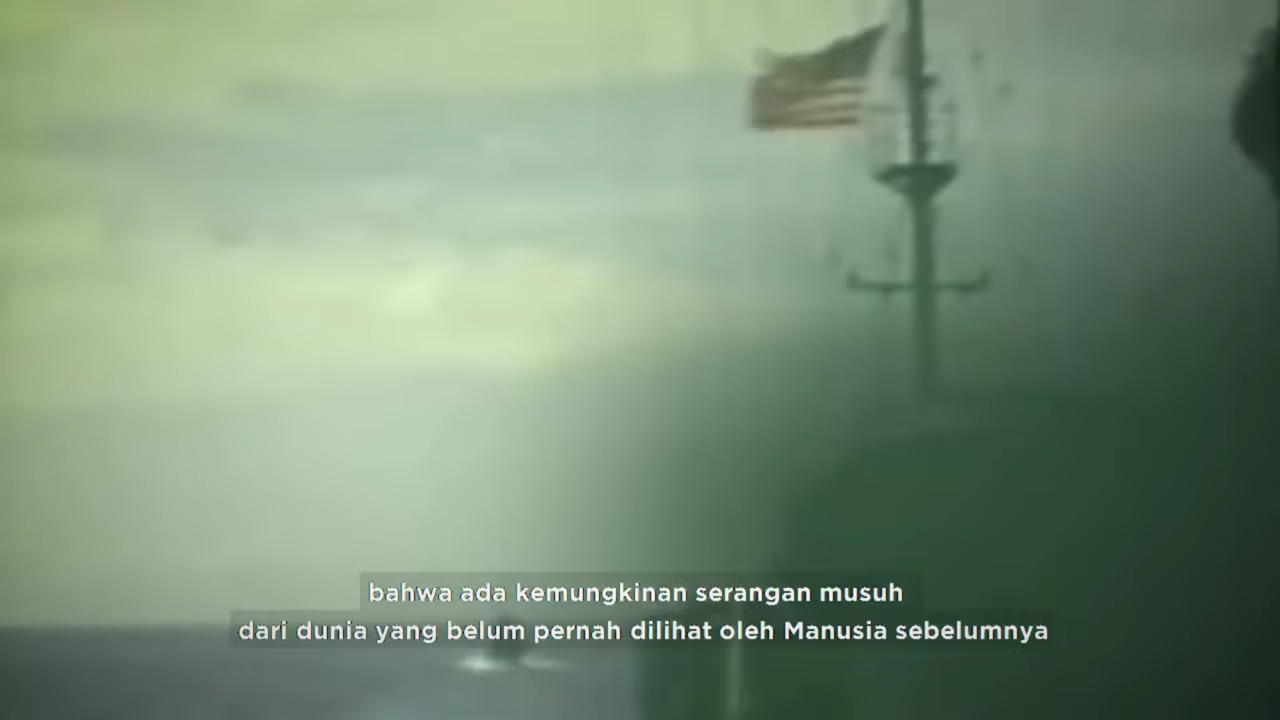 bahwa ada kemungkinan serangan musuh
dari dunia yang belum pernah dilihat oleh Manusia sebelumnya